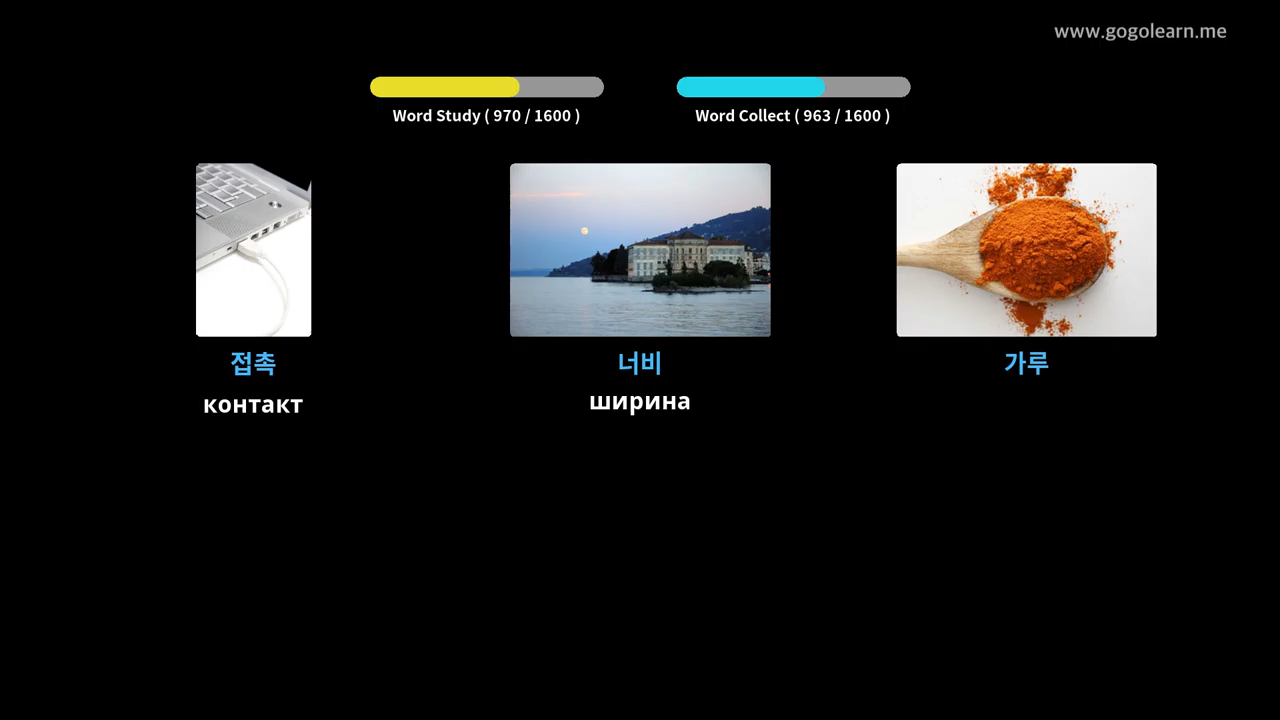 www.gogolearn.me
Word Study ( 970 / 1600 )
Word Collect ( 963 / 1600 )
접촉
너비
가루
контакт
ширина